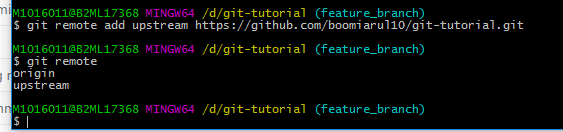 M1016011@B2ML17368 MINGW64 /d/git-tutorial (feature_branch)
$ git remote add upstream https://github.com/boomiarul10/git-tutorial.git
M1016011@B2ML17368 MINGW64 /d/git-tutorial (feature_branch)
$ git remote
origin
upstream
M1016011@B2ML17368 MINGW64 /d/git-tutorial (feature_branch)
$